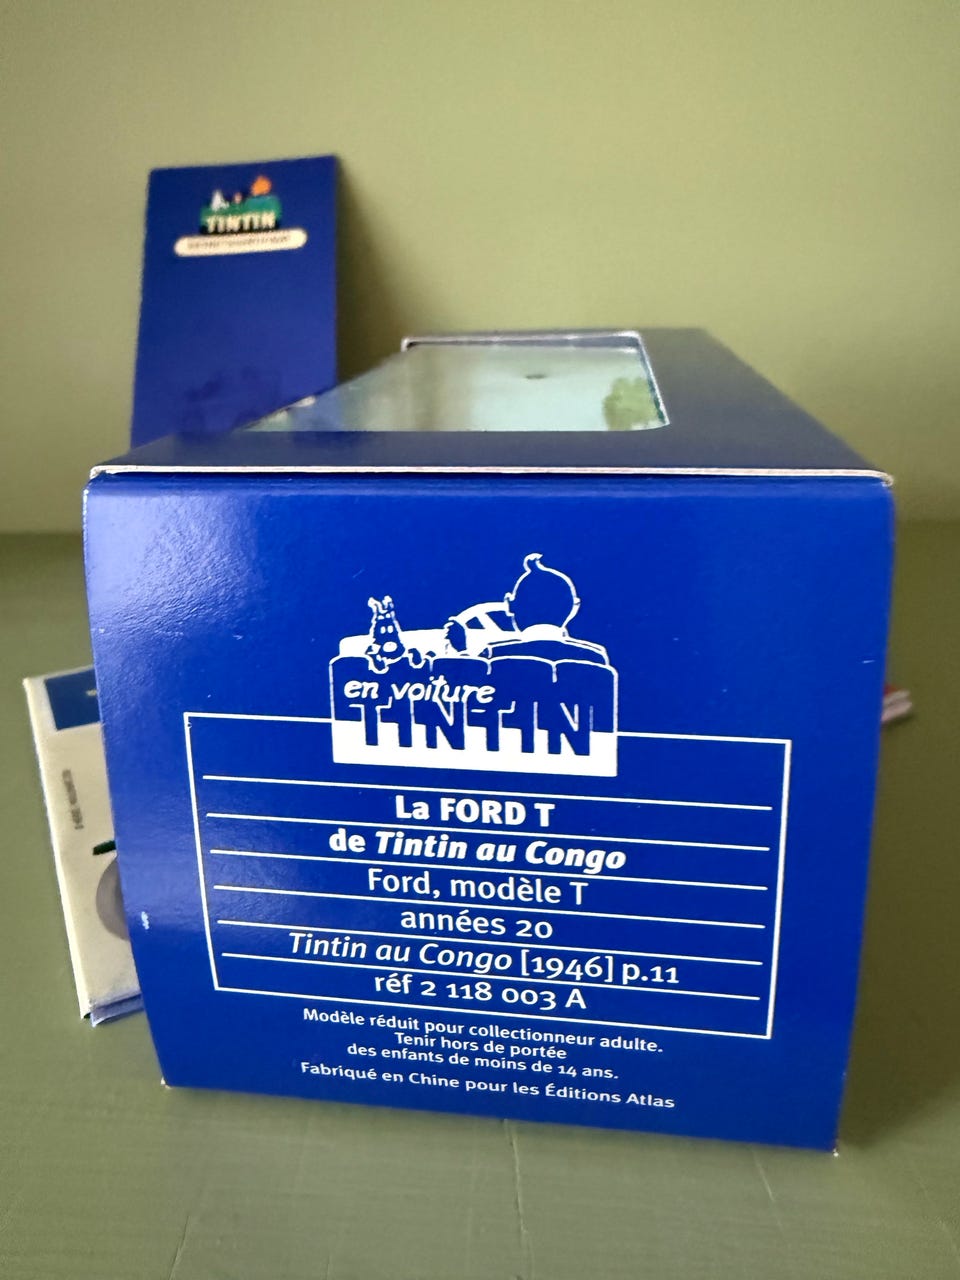 TINTIN
en voiture
TINTIN
La FORD T
de Tintin au Congo
Ford, modèle T
années 20
Tintin au Congo [1946] p.11
réf 2 118 003 A
Modèle réduit pour collectionneur adulte.
Tenir hors de portée
des enfants de moins de 14 ans.
Fabriqué en Chine pour les Éditions Atlas